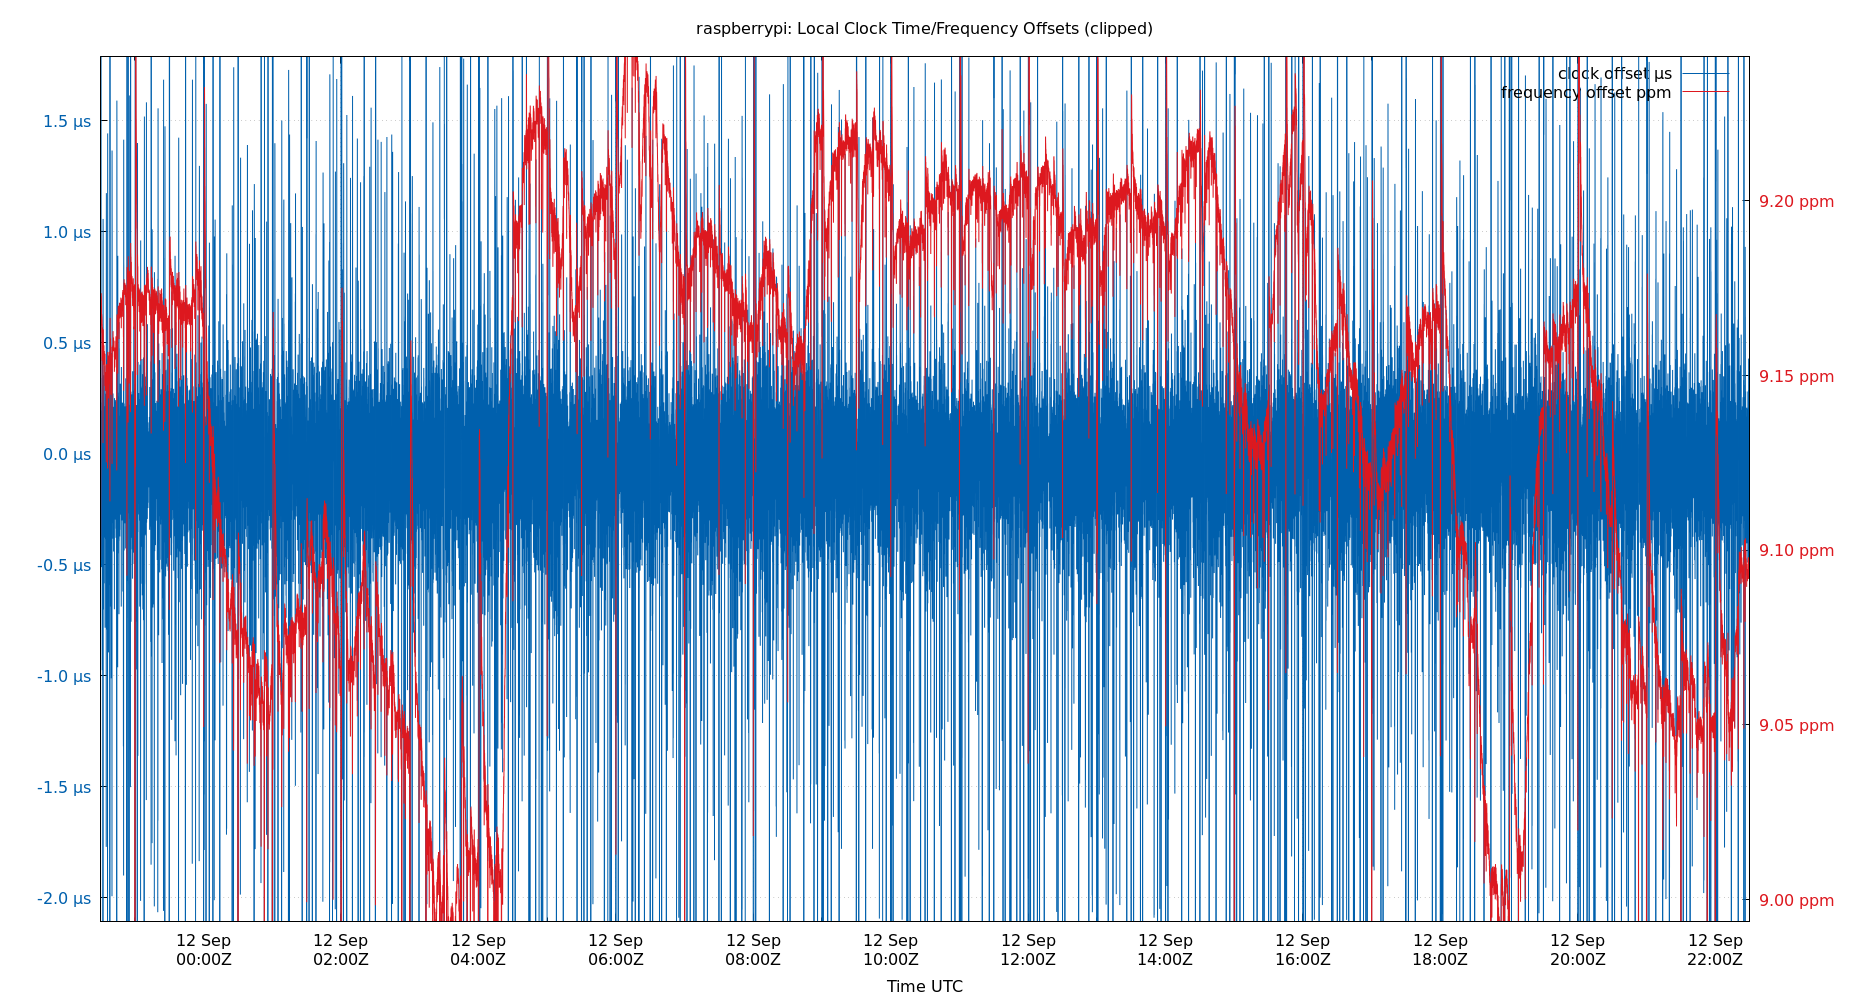 raspberrypi: Local Clock Time/Frequency Offsets (clipped)
clock offset µs
frequency offset ppm
1.5 µs
1.0 µs
0.5 µs
0.0 µs
-0.5 µs
-1.0 µs
-1.5 µs
-2.0 µs
9.20 ppm
9.15 ppm
9.10 ppm
9.05 ppm
9.00 ppm
12 Sep 12 Sep 12 Sep 12 Sep 12 Sep 12 Sep 12 Sep 12 Sep 12 Sep 12 Sep 12 Sep 12 Sep
00:00Z 02:00Z 04:00Z 06:00Z 08:00Z 10:00Z 12:00Z 14:00Z 16:00Z 18:00Z 20:00Z 22:00Z
Time UTC